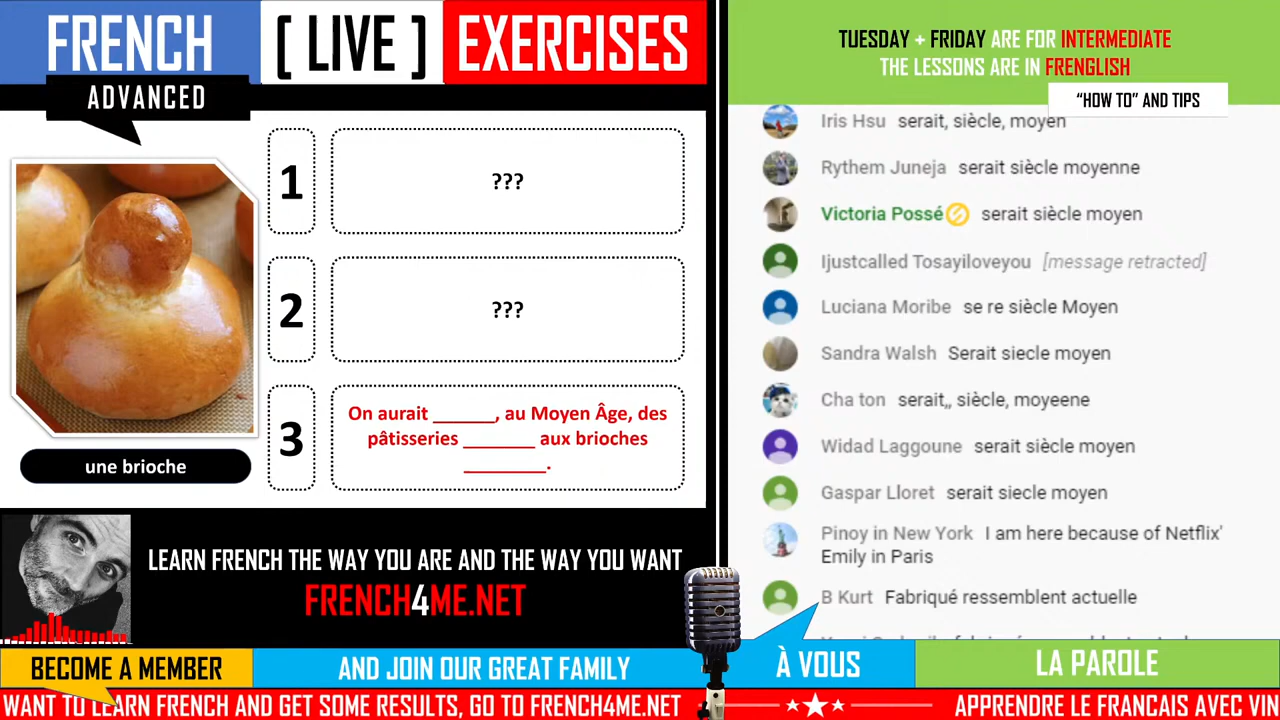 FRENCH [ LIVE ] EXERCISES
ADVANCED
1
???
2
???
3
On aurait ______, au Moyen Âge, des
pâtisseries _______ aux brioches
________.
une brioche
LEARN FRENCH THE WAY YOU ARE AND THE WAY YOU WANT
FRENCH4ME.NET
BECOME A MEMBER
AND JOIN OUR GREAT FAMILY
TUESDAY + FRIDAY ARE FOR INTERMEDIATE
THE LESSONS ARE IN FRENGLISH
“HOW TO” AND TIPS
Iris Hsu serait, siècle, moyen
Rythem Juneja serait siècle moyenne
Victoria Possé serait siècle moyen
Ijustcalled Tosayiloveyou [message retracted]
Luciana Moribe se re siècle Moyen
Sandra Walsh Serait siecle moyen
Cha ton serait,, siècle, moyeene
Widad Laggoune serait siècle moyen
Gaspar Lloret serait siecle moyen
Pinoy in New York I am here because of Netflix'
Emily in Paris
B Kurt Fabriqué ressemblent actuelle
À VOUS
LA PAROLE
WANT TO LEARN FRENCH AND GET SOME RESULTS, GO TO FRENCH4ME.NET
APPRENDRE LE FRANCAIS AVEC VIN